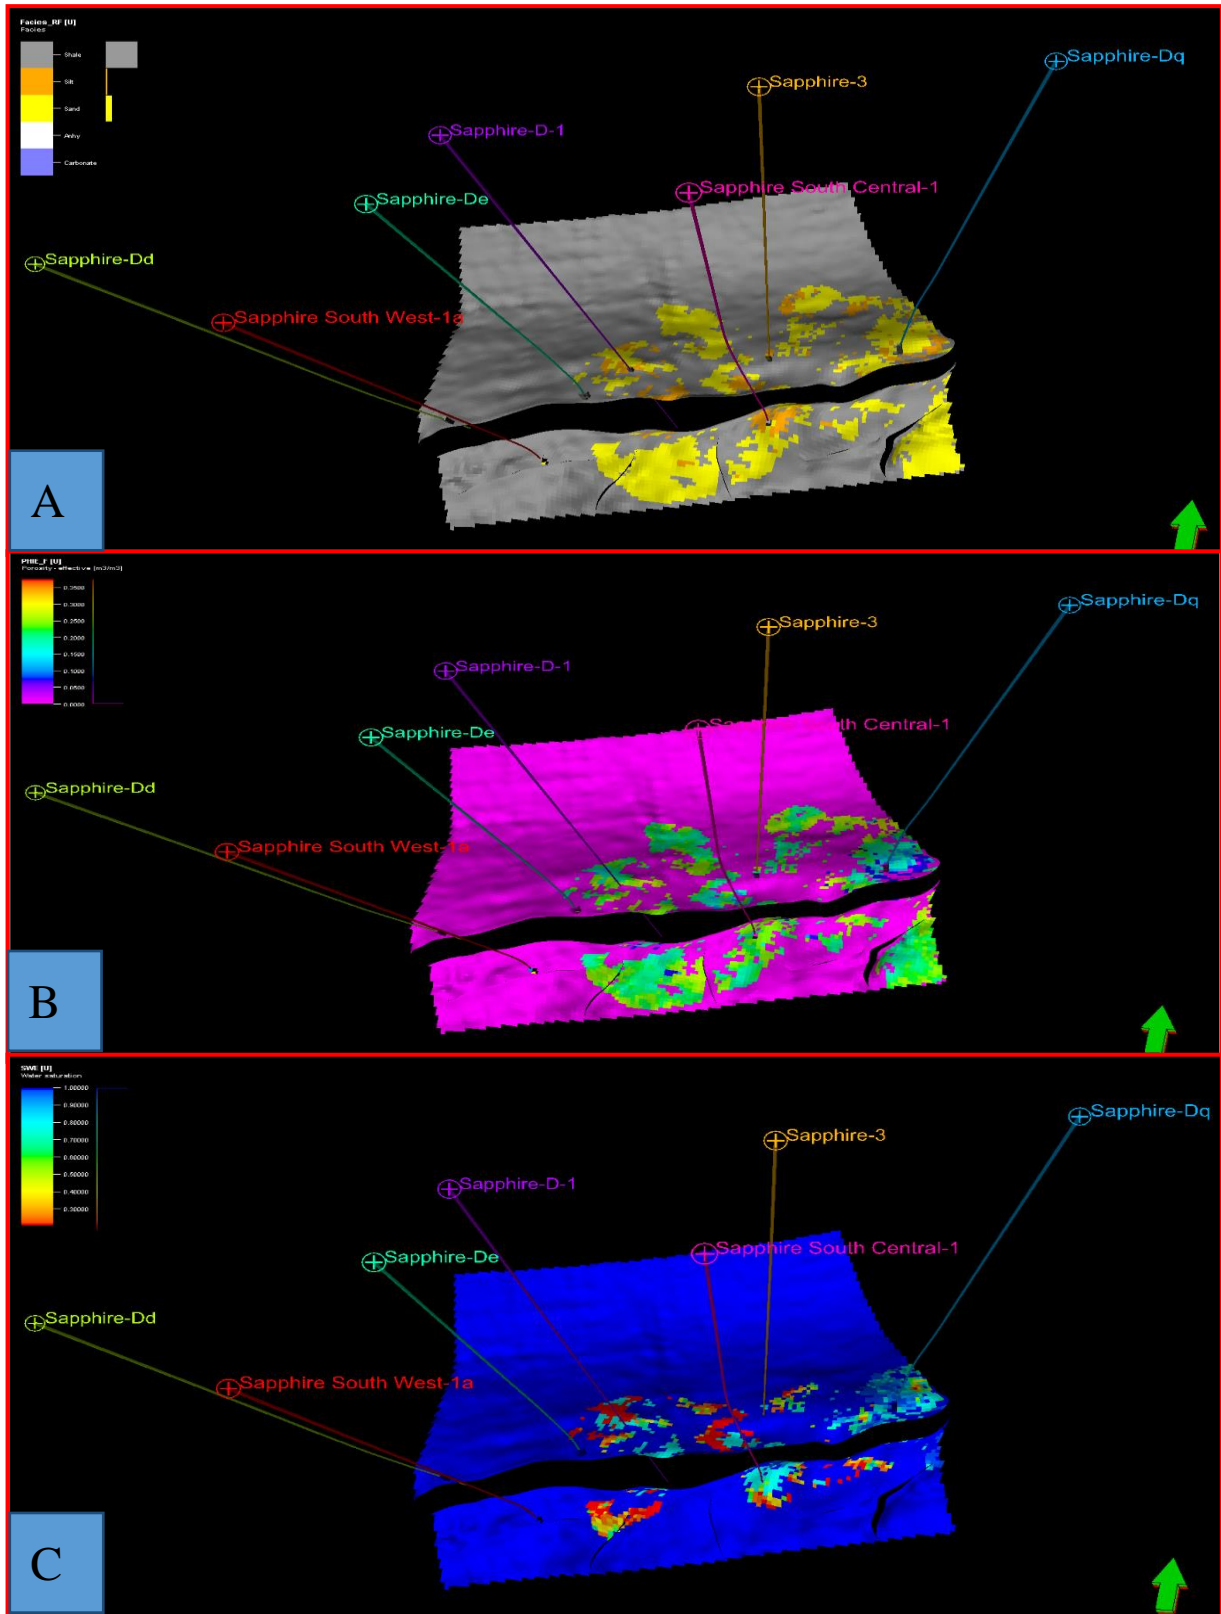 Facies_RF [U]
Facies
Shale
Silt
Sand
Anhy
Carbonate
Sapphire-Dq
Sapphire-3
Sapphire-D-1
Sapphire South Central-1
Sapphire-De
Sapphire-Dd
Sapphire South West-1a
A
PHIE_F [U]
Porosity - effective [m3/m3]
0.3500
0.3000
0.2500
0.2000
0.1500
0.1000
0.0500
0.0000
Sapphire-Dq
Sapphire-3
Sapphire-D-1
Central-1
Sapphire-De
Sapphire-Dd
Sapphire South West-1a
B
SWE [U]
Water saturation
1.00000
0.90000
0.80000
0.70000
0.60000
0.50000
0.40000
0.30000
Sapphire-Dq
Sapphire-3
Sapphire-D-1
Sapphire South Central-1
Sapphire-De
Sapphire-Dd
Sapphire South West-1a
C